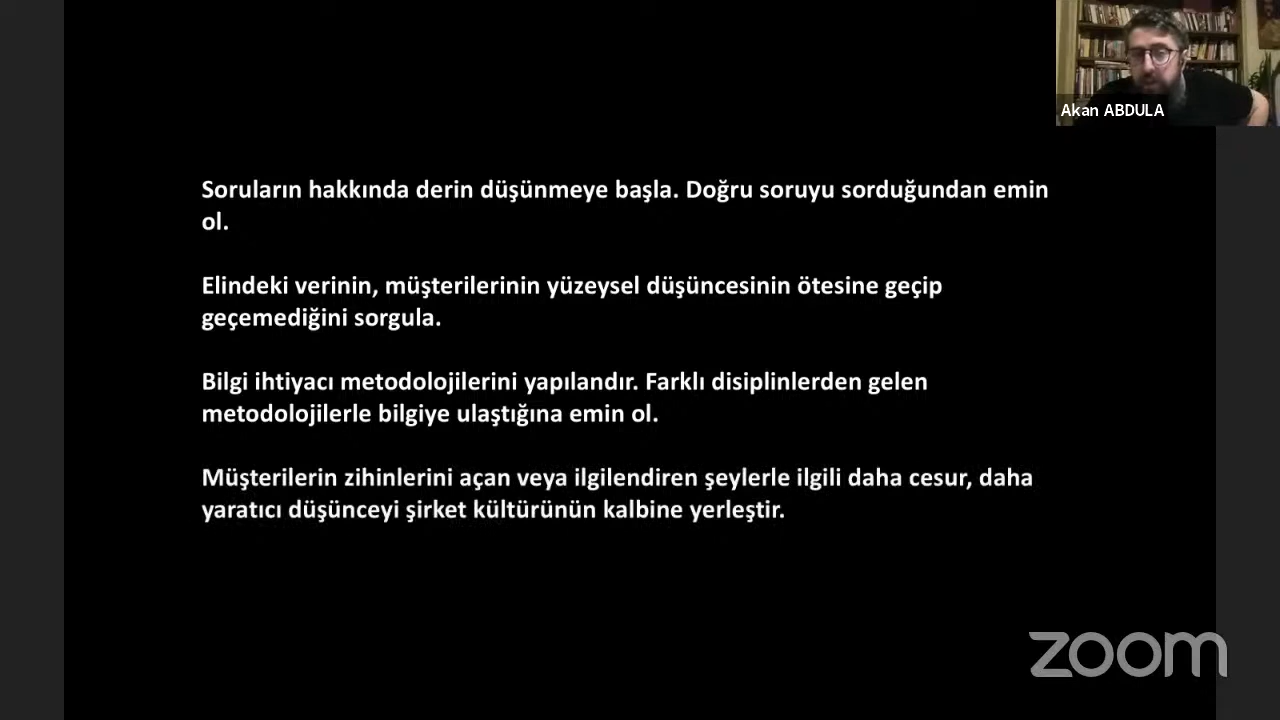 Akan ABDULA
Soruların hakkında derin düşünmeye başla. Doğru soruyu sorduğundan emin
ol.
Elindeki verinin, müşterilerinin yüzeysel düşüncesinin ötesine geçip
geçemediğini sorgula.
Bilgi ihtiyacı metodolojilerini yapılandır. Farklı disiplinlerden gelen
metodolojilerle bilgiye ulaştığına emin ol.
Müşterilerin zihinlerini açan veya ilgilendiren şeylerle ilgili daha cesur, daha
yaratıcı düşünceyi şirket kültürünün kalbine yerleştir.
zoom